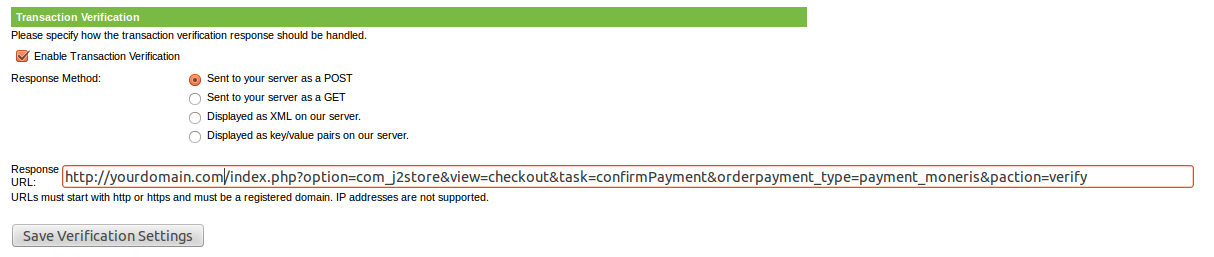 Transaction Verification
Please specify how the transaction verification response should be handled.
Enable Transaction Verification
Response Method:
Sent to your server as a POST
Sent to your server as a GET
Displayed as XML on our server.
Displayed as key/value pairs on our server.
Response URL:
http://yourdomain.com/index.php?option=com_j2store&view=checkout&task=confirmPayment&orderpayment_type=payment_moneris&paction=verify
URLs must start with http or https and must be a registered domain. IP addresses are not supported.
Save Verification Settings